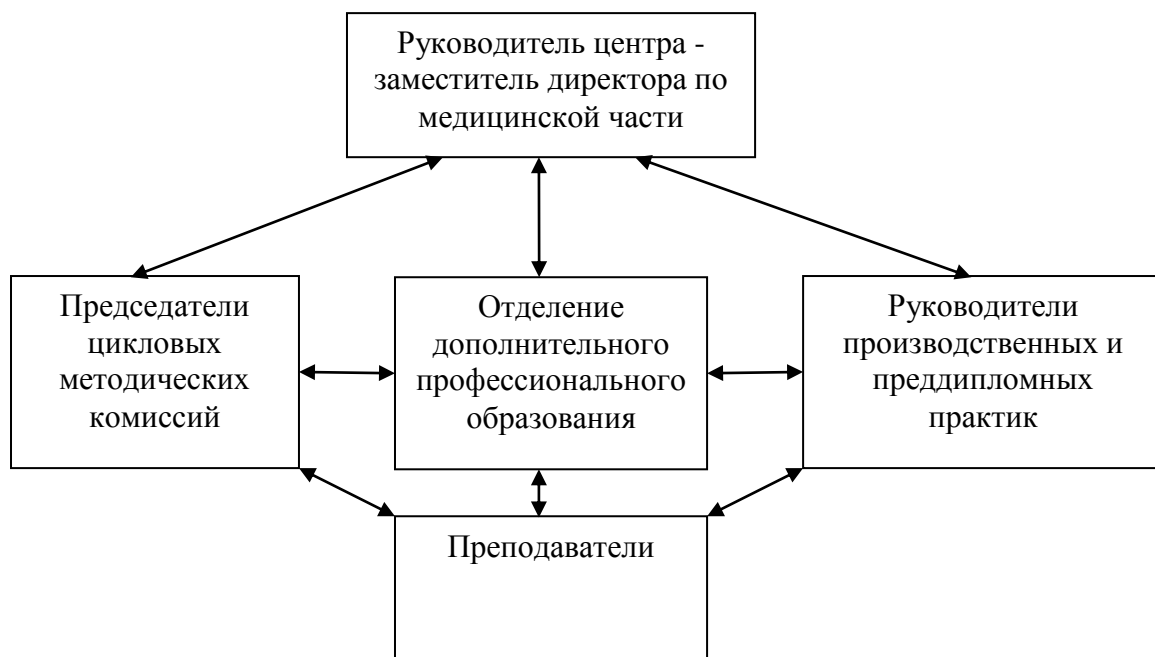 Руководитель центра -
заместитель директора по
медицинской части
Председатели
цикловых
методических
комиссий
Отделение
дополнительного
профессионального
образования
Руководители
производственных и
преддипломных
практик
Преподаватели